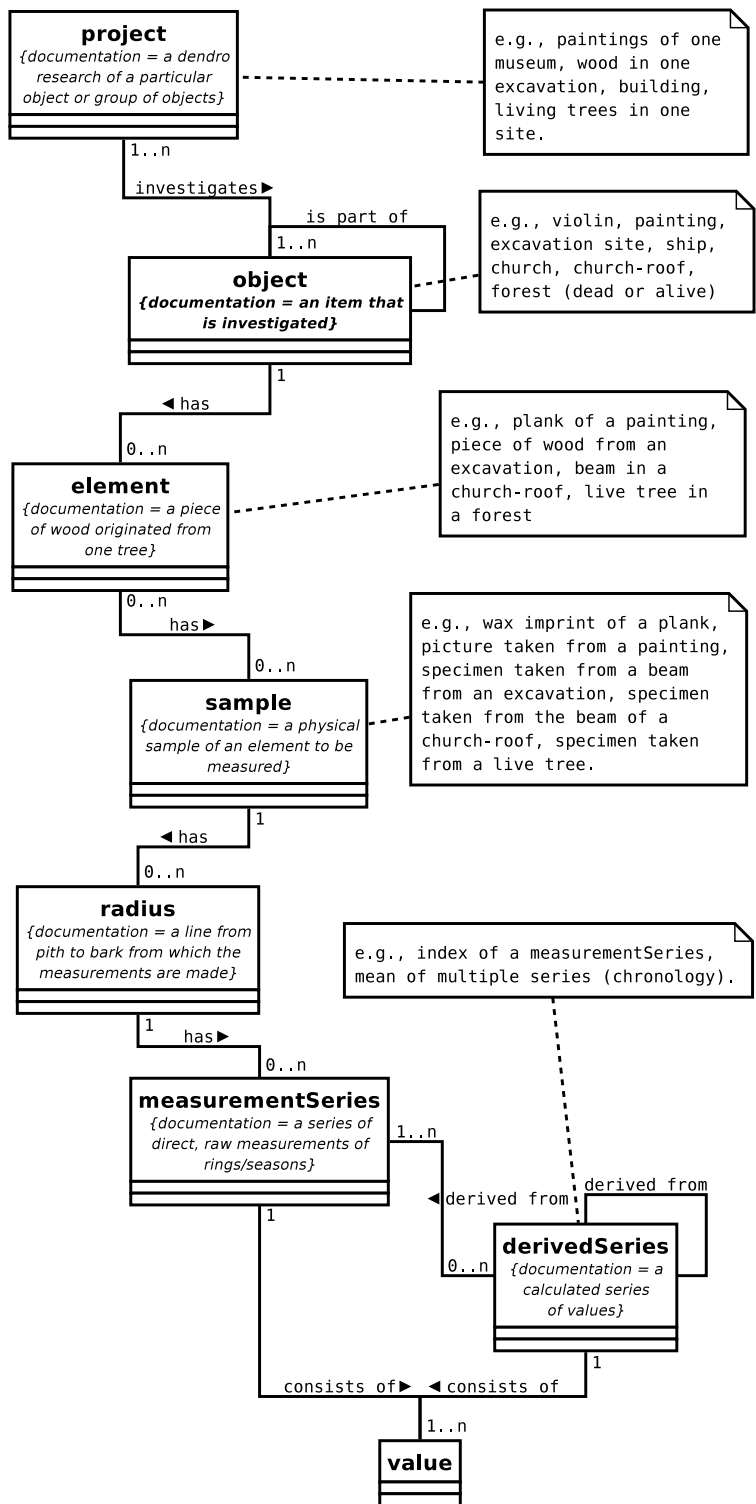 project
{documentation = a dendro
research of a particular
object or group of objects}
e.g., paintings of one
museum, wood in one
excavation, building,
living trees in one
site.
1..n
investigates►
is part of
1..n
object
{documentation = an item that
is investigated}
e.g., violin, painting,
excavation site, ship,
church, church-roof,
forest (dead or alive)
1
◄has
0..n
element
{documentation = a piece
of wood originated from
one tree}
e.g., plank of a painting,
piece of wood from an
excavation, beam in a
church-roof, live tree in
a forest
0..n
has►
0..n
sample
{documentation = a physical
sample of an element to be
measured}
e.g., wax imprint of a plank,
picture taken from a painting,
specimen taken from a beam
from an excavation, specimen
taken from the beam of a
church-roof, specimen taken
from a live tree.
1
◄has
0..n
radius
{documentation = a line from
pith to bark from which the
measurements are made}
e.g., index of a measurementSeries,
mean of multiple series (chronology).
1
has►
0..n
measurementSeries
{documentation = a series of
direct, raw measurements of
rings/seasons}
1..n
◄derived from
derived from
1
derivedSeries
{documentation = a
calculated series
of values}
0..n
1
consists of►
◄consists of
1..n
value